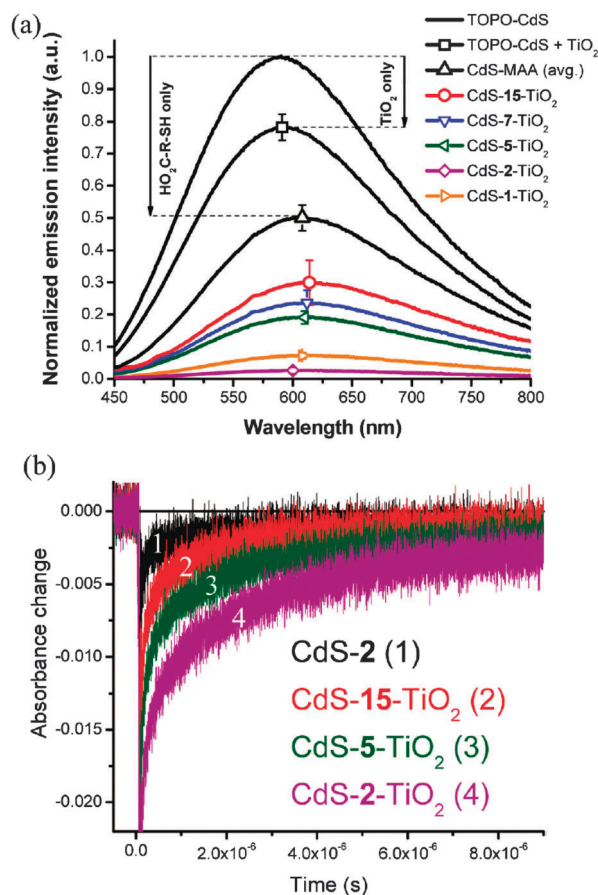 (a)
TOPO-CdS
TOPO-CdS + TiO₂
CdS-MAA (avg.)
CdS-15-TiO₂
CdS-7-TiO₂
CdS-5-TiO₂
CdS-2-TiO₂
CdS-1-TiO₂
Normalized emission intensity (a.u.)
1.0
0.9
0.8
0.7
0.6
0.5
0.4
0.3
0.2
0.1
0.0
HO₂C-R-SH only
TiO₂ only
450 500 550 600 650 700 750 800
Wavelength (nm)
(b)
Absorbance change
0.000
-0.005
-0.010
-0.015
-0.020
1
2
3
4
CdS-2 (1)
CdS-15-TiO₂ (2)
CdS-5-TiO₂ (3)
CdS-2-TiO₂ (4)
0.0 2.0x10⁻⁶ 4.0x10⁻⁶ 6.0x10⁻⁶ 8.0x10⁻⁶
Time (s)